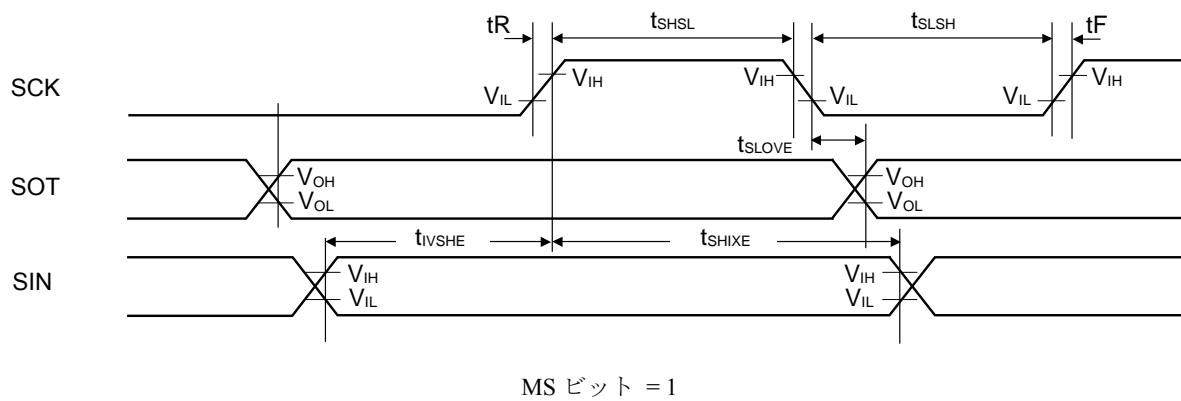 tR tSHSL tSLSH tF
SCK VIL VIH VIH VIL VIL VIH
tSLOVE
SOT VOH VOL VOH VOL
tIVSHE tSHIXE
SIN VIH VIL VIH VIL
MS ビット = 1